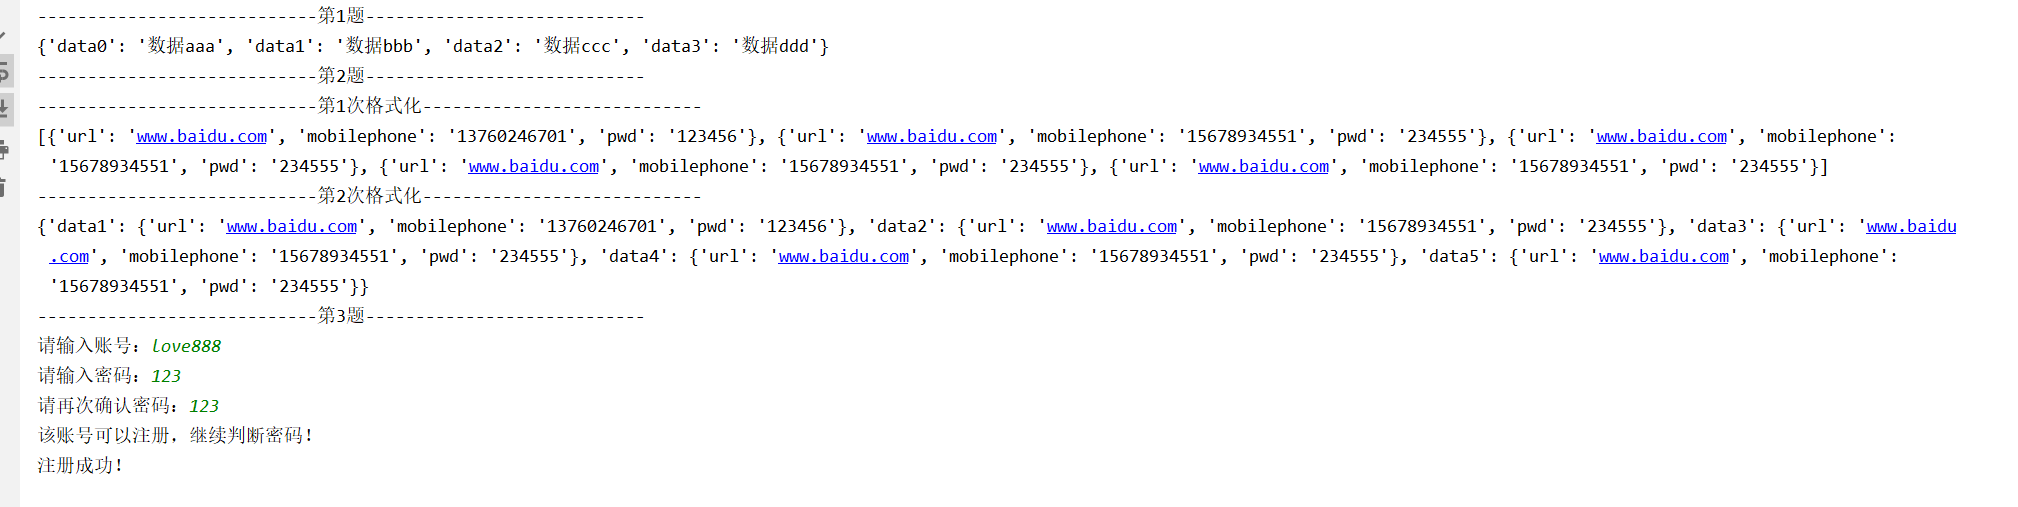 ----------------------------第1题----------------------------
{'data0': '数据aaa', 'data1': '数据bbb', 'data2': '数据ccc', 'data3': '数据ddd'}
----------------------------第2题----------------------------
----------------------------第1次格式化----------------------------
[{'url': 'www.baidu.com', 'mobilephone': '13760246701', 'pwd': '123456'}, {'url': 'www.baidu.com', 'mobilephone': '15678934551', 'pwd': '234555'}, {'url': 'www.baidu.com', 'mobilephone':
'15678934551', 'pwd': '234555'}, {'url': 'www.baidu.com', 'mobilephone': '15678934551', 'pwd': '234555'}, {'url': 'www.baidu.com', 'mobilephone': '15678934551', 'pwd': '234555'}]
----------------------------第2次格式化----------------------------
{'data1': {'url': 'www.baidu.com', 'mobilephone': '13760246701', 'pwd': '123456'}, 'data2': {'url': 'www.baidu.com', 'mobilephone': '15678934551', 'pwd': '234555'}, 'data3': {'url': 'www.baidu
.com', 'mobilephone': '15678934551', 'pwd': '234555'}, 'data4': {'url': 'www.baidu.com', 'mobilephone': '15678934551', 'pwd': '234555'}, 'data5': {'url': 'www.baidu.com', 'mobilephone':
'15678934551', 'pwd': '234555'}}
----------------------------第3题----------------------------
请输入账号：love888
请输入密码：123
请再次确认密码：123
该账号可以注册，继续判断密码！
注册成功！